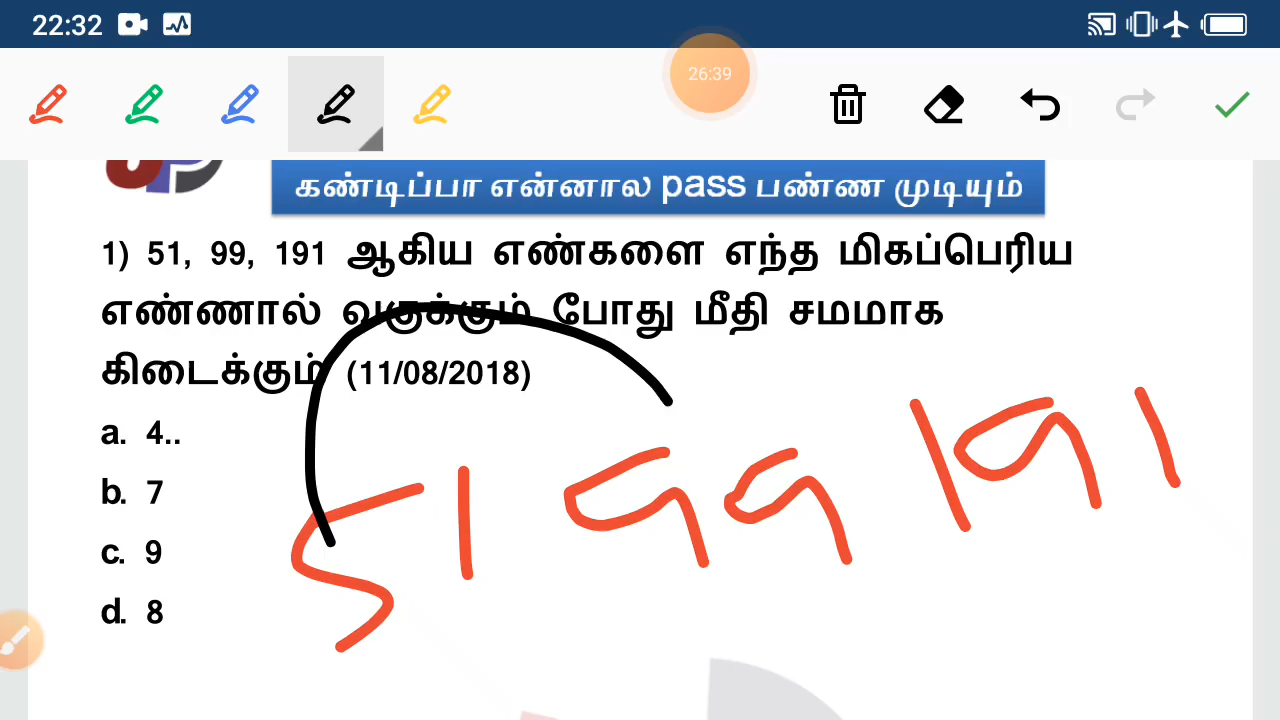 22:32
26:39
கண்டிப்பா என்னால pass பண்ண முடியும்
1) 51, 99, 191 ஆகிய எண்களை எந்த மிகப்பெரிய
எண்ணால் வகுக்கும் போது மீதி சமமாக
கிடைக்கும் (11/08/2018)
a. 4..
b. 7
c. 9
d. 8
51 99 191